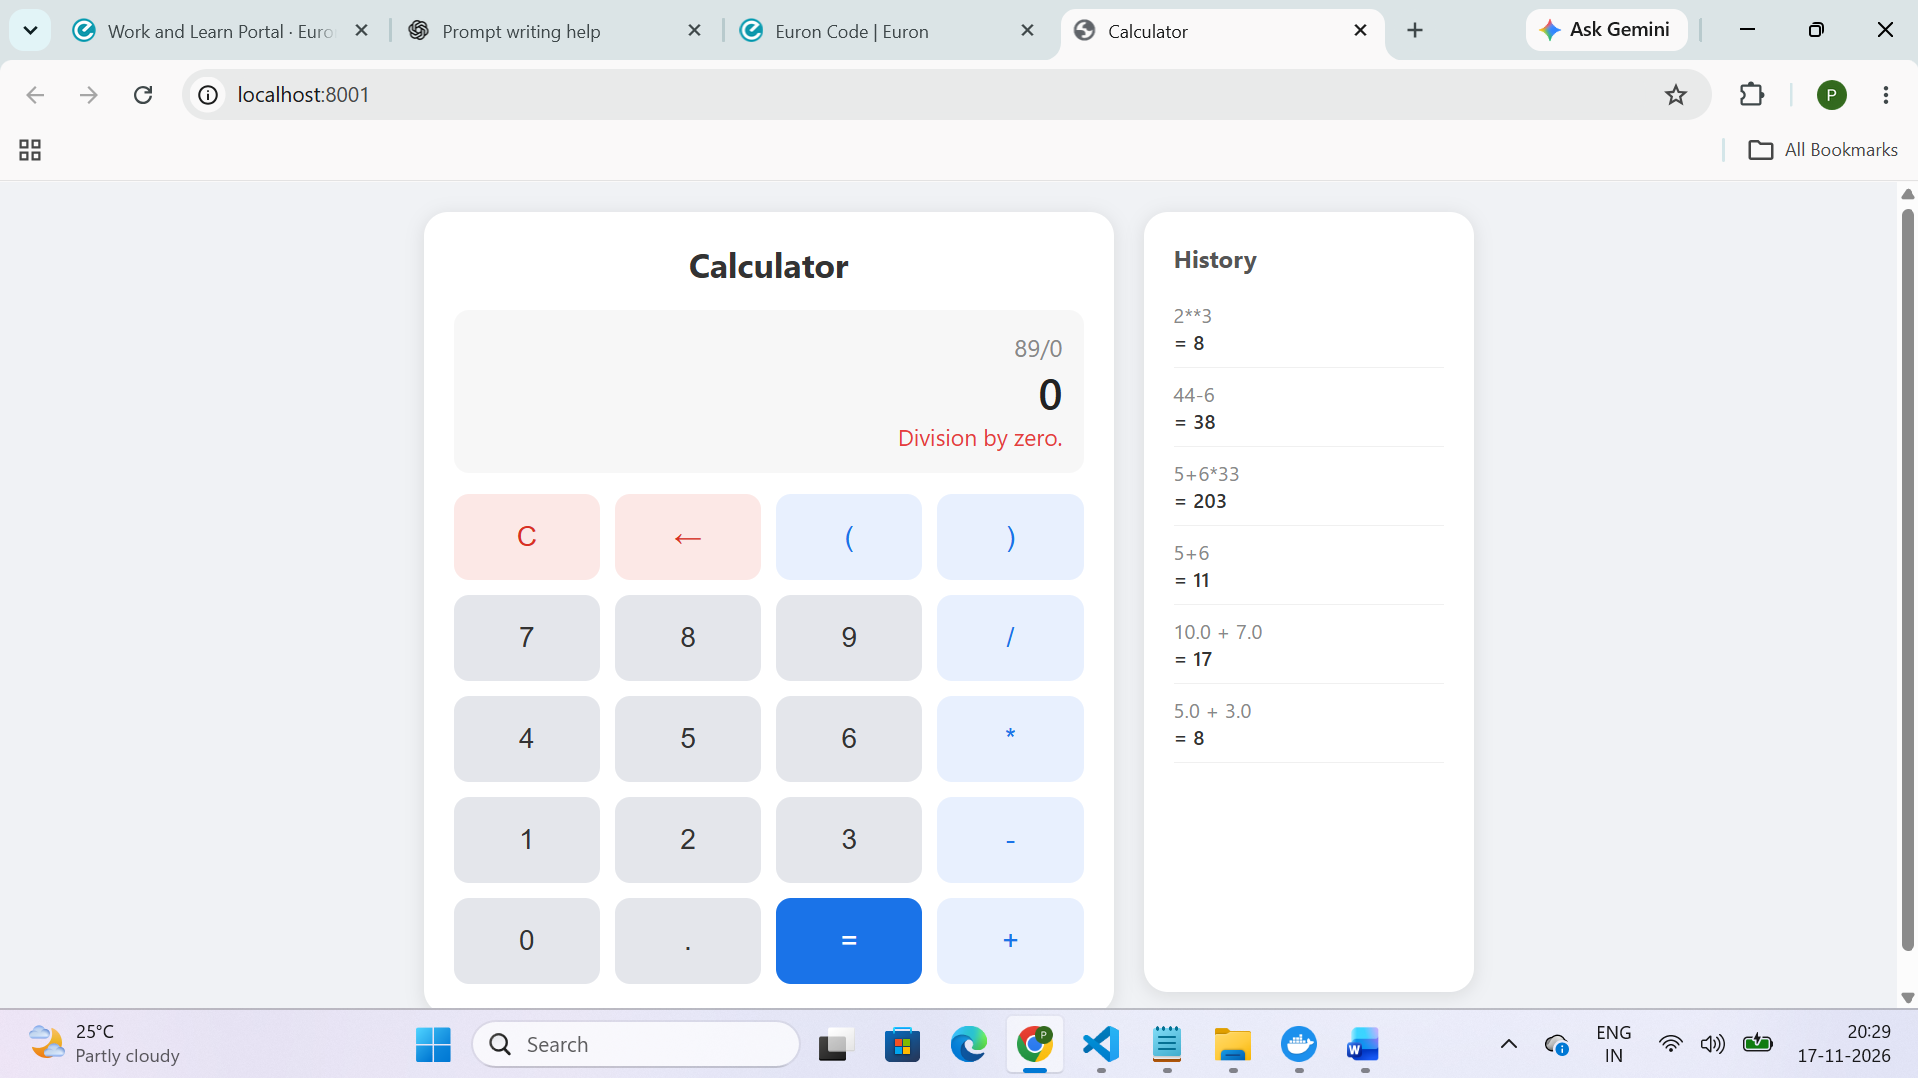 Work and Learn Portal · Euro
Prompt writing help
Euron Code | Euron
Calculator
Ask Gemini
localhost:8001
P
All Bookmarks
Calculator
89/0
0
Division by zero.
C
←
(
)
7
8
9
/
4
5
6
*
1
2
3
-
0
.
=
+
History
2**3
= 8
44-6
= 38
5+6*33
= 203
5+6
= 11
10.0 + 7.0
= 17
5.0 + 3.0
= 8
25°C
Partly cloudy
Search
P
W
ENG
IN
20:29
17-11-2026